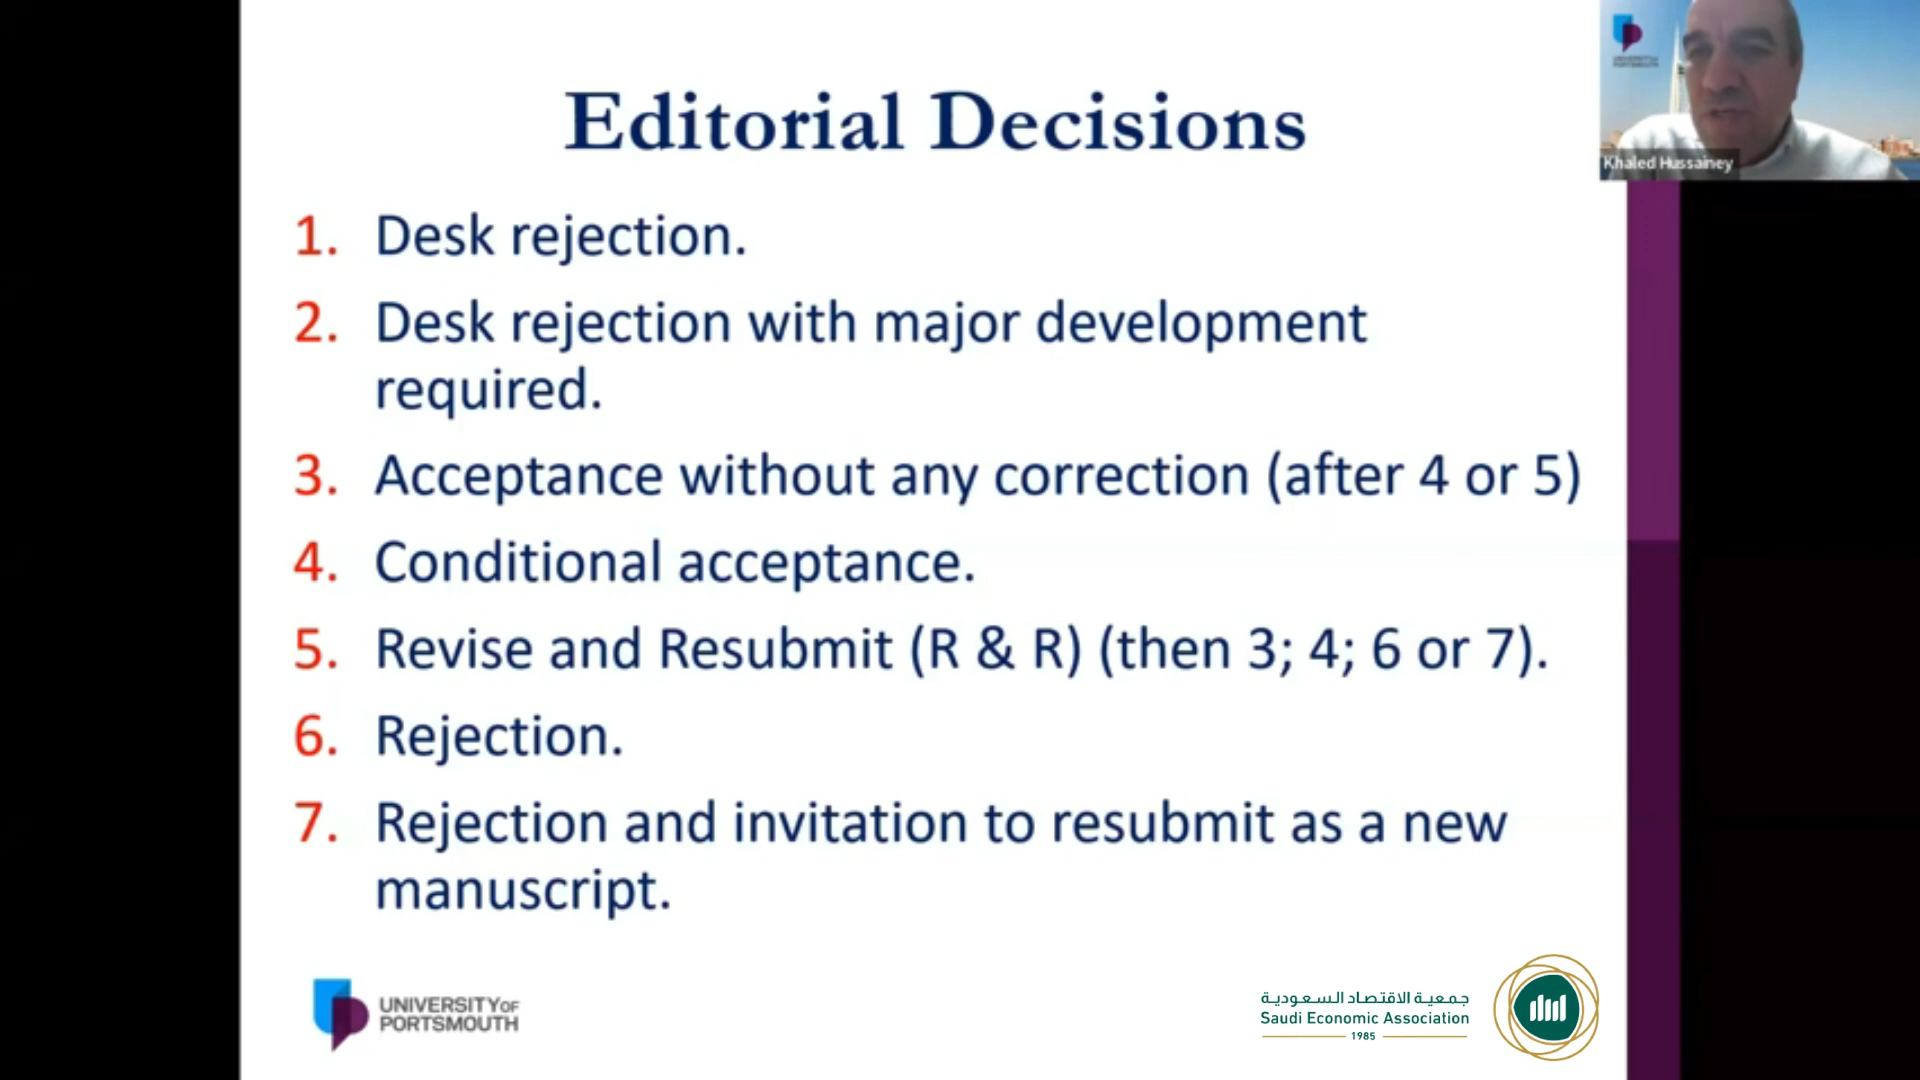 Editorial Decisions
1. Desk rejection.
2. Desk rejection with major development
required.
3. Acceptance without any correction (after 4 or 5)
4. Conditional acceptance.
5. Revise and Resubmit (R & R) (then 3; 4; 6 or 7).
6. Rejection.
7. Rejection and invitation to resubmit as a new
manuscript.
UNIVERSITY OF
PORTSMOUTH
جمعية الاقتصاد السعودية
Saudi Economic Association
1985
UNIVERSITY OF
PORTSMOUTH
Khaled Hussainey